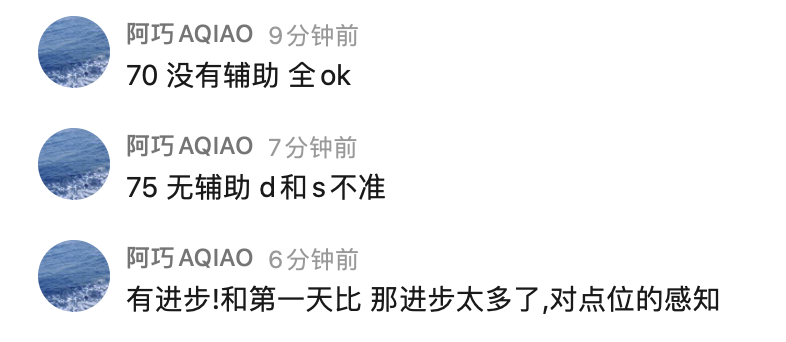 阿巧AQIAO 9分钟前
70 没有辅助 全ok
阿巧AQIAO 7分钟前
75 无辅助 d和s不准
阿巧AQIAO 6分钟前
有进步!和第一天比 那进步太多了,对点位的感知